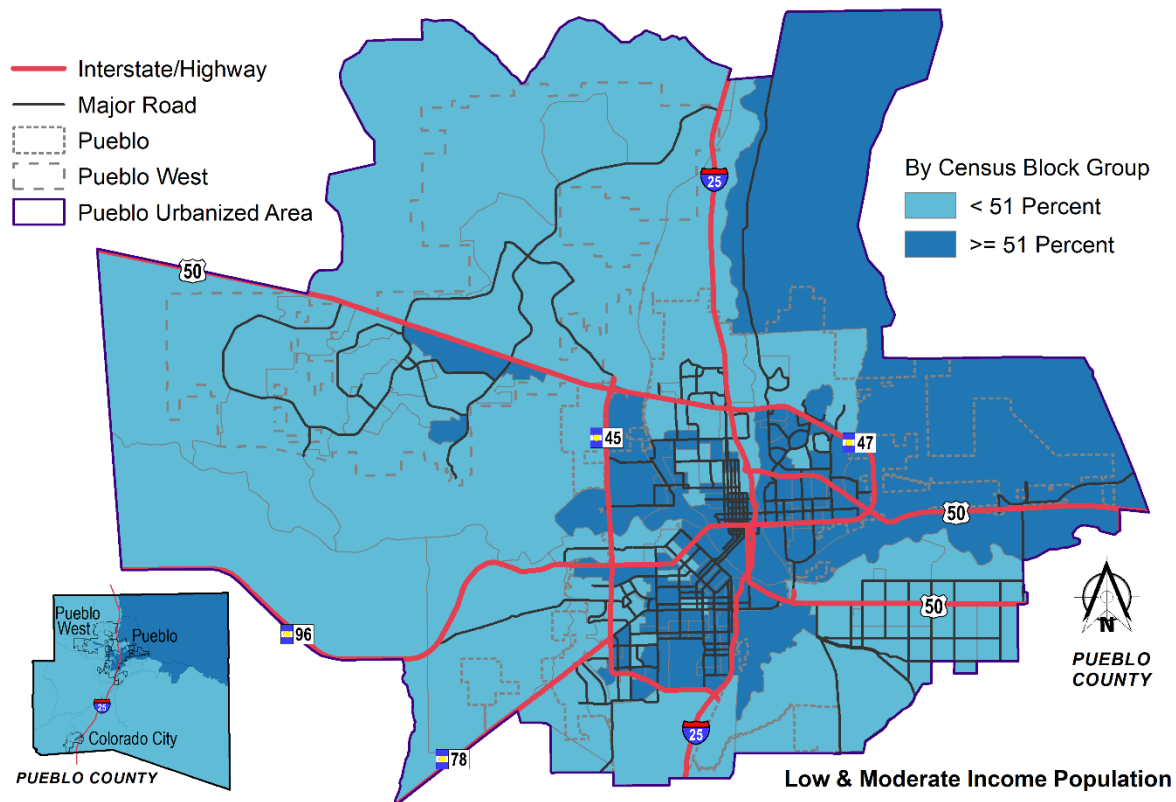 Interstate/Highway
Major Road
Pueblo
Pueblo West
Pueblo Urbanized Area
By Census Block Group
< 51 Percent
>= 51 Percent
25
50
45
47
50
50
96
78
25
N
PUEBLO
COUNTY
Pueblo
West
Pueblo
25
Colorado City
PUEBLO COUNTY
Low & Moderate Income Population